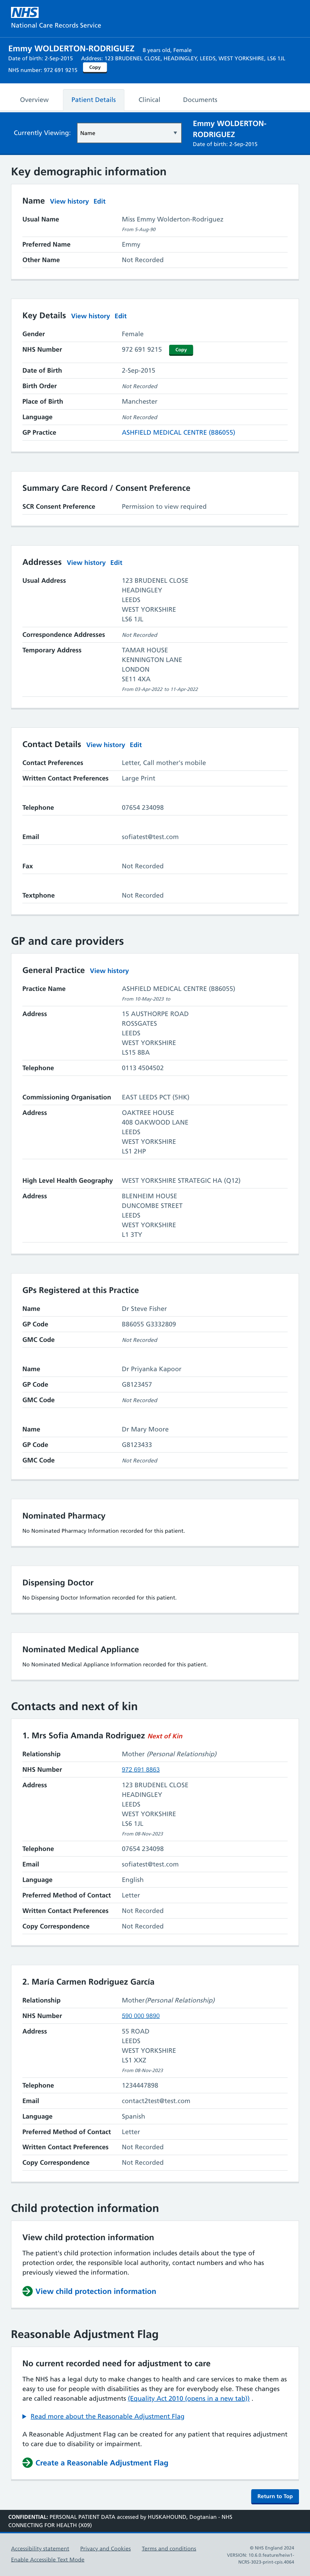 NHS
National Care Records Service
Emmy WOLDERTON-RODRIGUEZ 8 years old, Female
Date of birth: 2-Sep-2015 Address: 123 BRUDENEL CLOSE, HEADINGLEY, LEEDS, WEST YORKSHIRE, LS6 1JL
NHS number: 972 691 9215 Copy
Overview Patient Details Clinical Documents
Currently Viewing: Name
Emmy WOLDERTON-
RODRIGUEZ
Date of birth: 2-Sep-2015
Key demographic information
Name View history Edit
Usual Name Miss Emmy Wolderton-Rodriguez
From 5-Aug-90
Preferred Name Emmy
Other Name Not Recorded
Key Details View history Edit
Gender Female
NHS Number 972 691 9215 Copy
Date of Birth 2-Sep-2015
Birth Order Not Recorded
Place of Birth Manchester
Language Not Recorded
GP Practice ASHFIELD MEDICAL CENTRE (B86055)
Summary Care Record / Consent Preference
SCR Consent Preference Permission to view required
Addresses View history Edit
Usual Address 123 BRUDENEL CLOSE
HEADINGLEY
LEEDS
WEST YORKSHIRE
LS6 1JL
Correspondence Addresses Not Recorded
Temporary Address TAMAR HOUSE
KENNINGTON LANE
LONDON
SE11 4XA
From 03-Apr-2022 to 11-Apr-2022
Contact Details View history Edit
Contact Preferences Letter, Call mother's mobile
Written Contact Preferences Large Print
Telephone 07654 234098
Email sofiatest@test.com
Fax Not Recorded
Textphone Not Recorded
GP and care providers
General Practice View history
Practice Name ASHFIELD MEDICAL CENTRE (B86055)
From 10-May-2023 to
Address 15 AUSTHORPE ROAD
ROSSGATES
LEEDS
WEST YORKSHIRE
LS15 8BA
Telephone 0113 4504502
Commissioning Organisation EAST LEEDS PCT (5HK)
Address OAKTREE HOUSE
408 OAKWOOD LANE
LEEDS
WEST YORKSHIRE
LS1 2HP
High Level Health Geography WEST YORKSHIRE STRATEGIC HA (Q12)
Address BLENHEIM HOUSE
DUNCOMBE STREET
LEEDS
WEST YORKSHIRE
L1 3TY
GPs Registered at this Practice
Name Dr Steve Fisher
GP Code B86055 G3332809
GMC Code Not Recorded
Name Dr Priyanka Kapoor
GP Code G8123457
GMC Code Not Recorded
Name Dr Mary Moore
GP Code G8123433
GMC Code Not Recorded
Nominated Pharmacy
No Nominated Pharmacy Information recorded for this patient.
Dispensing Doctor
No Dispensing Doctor Information recorded for this patient.
Nominated Medical Appliance
No Nominated Medical Appliance Information recorded for this patient.
Contacts and next of kin
1. Mrs Sofia Amanda Rodriguez Next of Kin
Relationship Mother (Personal Relationship)
NHS Number 972 691 8863
Address 123 BRUDENEL CLOSE
HEADINGLEY
LEEDS
WEST YORKSHIRE
LS6 1JL
From 08-Nov-2023
Telephone 07654 234098
Email sofiatest@test.com
Language English
Preferred Method of Contact Letter
Written Contact Preferences Not Recorded
Copy Correspondence Not Recorded
2. María Carmen Rodriguez García
Relationship Mother(Personal Relationship)
NHS Number 590 000 9890
Address 55 ROAD
LEEDS
WEST YORKSHIRE
LS1 XXZ
From 08-Nov-2023
Telephone 1234447898
Email contact2test@test.com
Language Spanish
Preferred Method of Contact Letter
Written Contact Preferences Not Recorded
Copy Correspondence Not Recorded
Child protection information
View child protection information
The patient's child protection information includes details about the type of
protection order, the responsible local authority, contact numbers and who has
previously viewed the information.
View child protection information
Reasonable Adjustment Flag
No current recorded need for adjustment to care
The NHS has a legal duty to make changes to health and care services to make them as
easy to use for people with disabilities as they are for everybody else. These changes
are called reasonable adjustments (Equality Act 2010 (opens in a new tab)) .
Read more about the Reasonable Adjustment Flag
A Reasonable Adjustment Flag can be created for any patient that requires adjustment
to care due to disability or impairment.
Create a Reasonable Adjustment Flag
Return to Top
CONFIDENTIAL: PERSONAL PATIENT DATA accessed by HUSKAHOUND, Dogtanian - NHS
CONNECTING FOR HEALTH (X09)
Accessibility statement Privacy and Cookies Terms and conditions
Enable Accessible Text Mode
© NHS England 2024
VERSION: 10.6.0 featurefhirw1-
NCRS-3023-print-cpis.4064